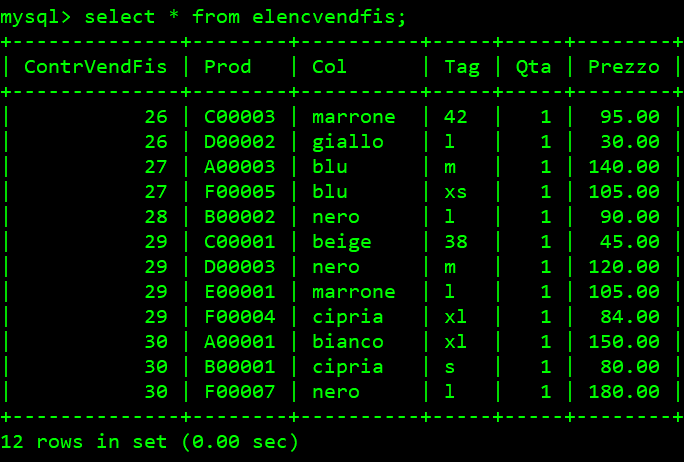 mysql> select * from elencvendfis;
+--------------+--------+---------+-----+-----+--------+
| ContrVendFis | Prod   | Col     | Tag | Qta | Prezzo |
+--------------+--------+---------+-----+-----+--------+
|           26 | C00003 | marrone | 42  |   1 |  95.00 |
|           26 | D00002 | giallo  | l   |   1 |  30.00 |
|           27 | A00003 | blu     | m   |   1 | 140.00 |
|           27 | F00005 | blu     | xs  |   1 | 105.00 |
|           28 | B00002 | nero    | l   |   1 |  90.00 |
|           29 | C00001 | beige   | 38  |   1 |  45.00 |
|           29 | D00003 | nero    | m   |   1 | 120.00 |
|           29 | E00001 | marrone | l   |   1 | 105.00 |
|           29 | F00004 | cipria  | xl  |   1 |  84.00 |
|           30 | A00001 | bianco  | xl  |   1 | 150.00 |
|           30 | B00001 | cipria  | s   |   1 |  80.00 |
|           30 | F00007 | nero    | l   |   1 | 180.00 |
+--------------+--------+---------+-----+-----+--------+
12 rows in set (0.00 sec)